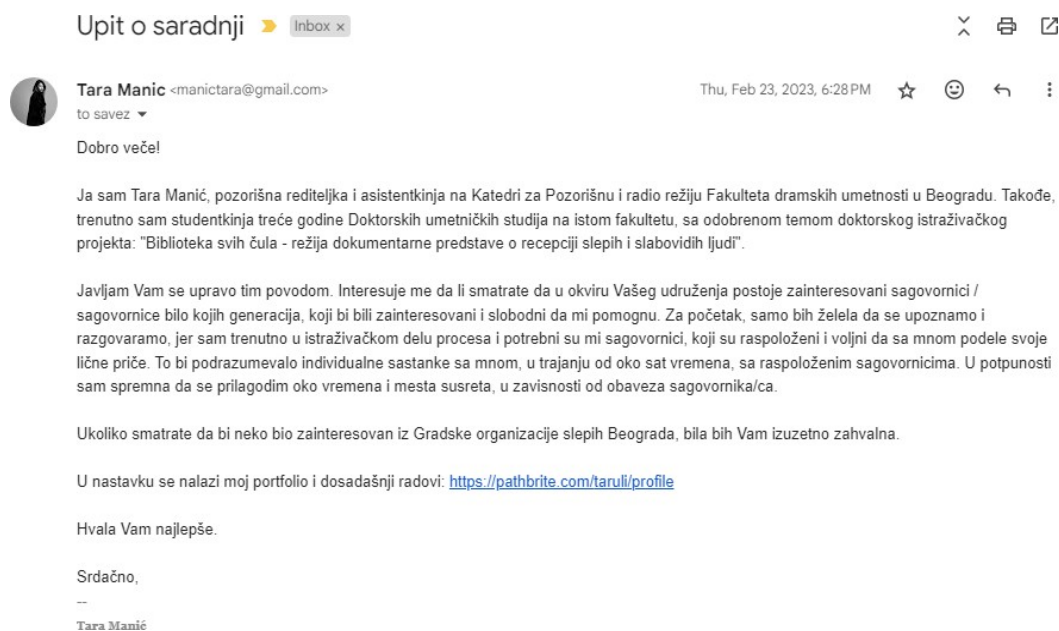 Upit o saradnji Inbox ×
Tara Manic <manictara@gmail.com> Thu, Feb 23, 2023, 6:28 PM
to savez
Dobro veče!
Ja sam Tara Manić, pozorišna rediteljka i asistentkinja na Katedri za Pozorišnu i radio režiju Fakulteta dramskih umetnosti u Beogradu. Takođe,
trenutno sam studentkinja treće godine Doktorskih umetničkih studija na istom fakultetu, sa odobrenom temom doktorskog istraživačkog
projekta: "Biblioteka svih čula - režija dokumentarne predstave o recepciji slepih i slabovidih ljudi".
Javljam Vam se upravo tim povodom. Interesuje me da li smatrate da u okviru Vašeg udruženja postoje zainteresovani sagovornici /
sagovornice bilo kojih generacija, koji bi bili zainteresovani i slobodni da mi pomognu. Za početak, samo bih želela da se upoznamo i
razgovaramo, jer sam trenutno u istraživačkom delu procesa i potrebni su mi sagovornici, koji su raspoloženi i voljni da sa mnom podele svoje
lične priče. To bi podrazumevalo individualne sastanke sa mnom, u trajanju od oko sat vremena, sa raspoloženim sagovornicima. U potpunosti
sam spremna da se prilagodim oko vremena i mesta susreta, u zavisnosti od obaveza sagovornika/ca.
Ukoliko smatrate da bi neko bio zainteresovan iz Gradske organizacije slepih Beograda, bila bih Vam izuzetno zahvalna.
U nastavku se nalazi moj portfolio i dosadašnji radovi: https://pathbrite.com/taruli/profile
Hvala Vam najlepše.
Srdačno,
--
Tara Manić